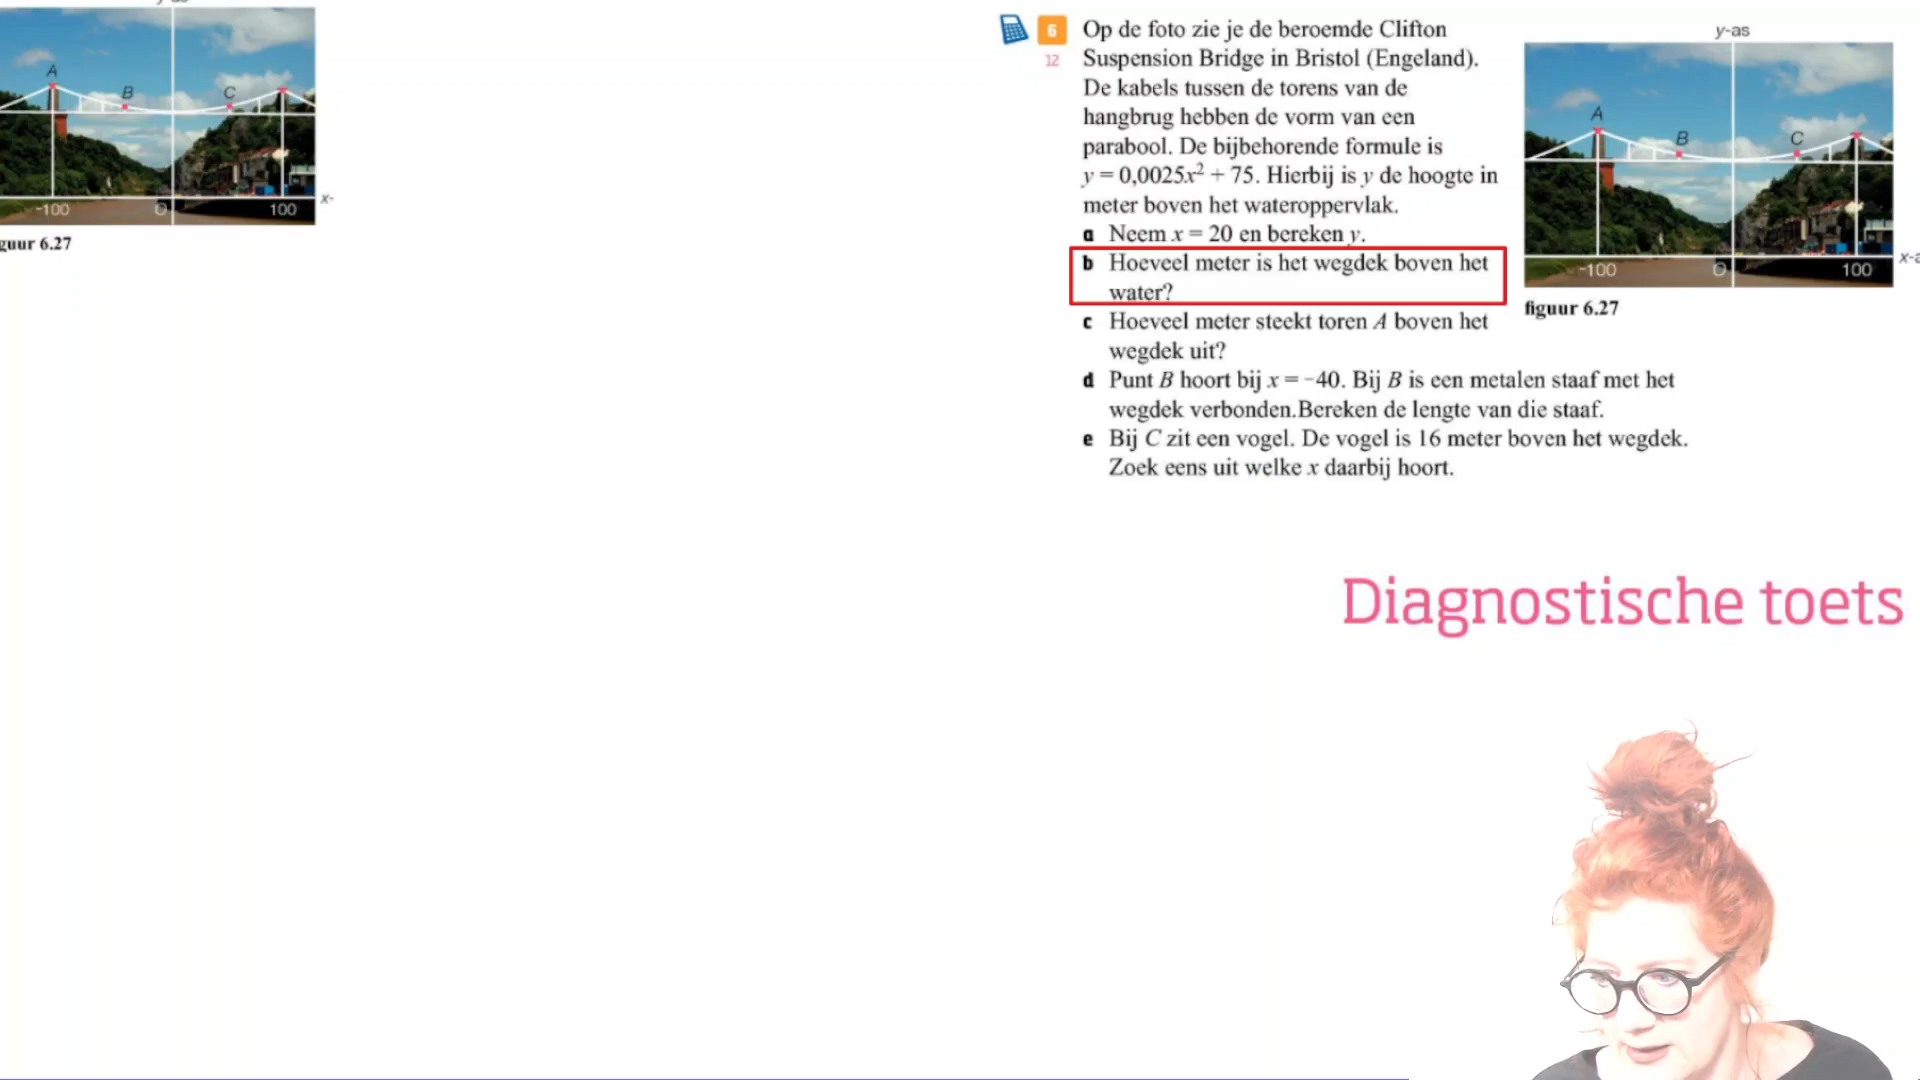 A
B
C
-100
O
100
x-
guur 6.27
6
12
Op de foto zie je de beroemde Clifton
Suspension Bridge in Bristol (Engeland).
De kabels tussen de torens van de
hangbrug hebben de vorm van een
parabool. De bijbehorende formule is
y = 0,0025x² + 75. Hierbij is y de hoogte in
meter boven het wateroppervlak.
a Neem x = 20 en bereken y.
b Hoeveel meter is het wegdek boven het
water?
c Hoeveel meter steekt toren A boven het
wegdek uit?
d Punt B hoort bij x = -40. Bij B is een metalen staaf met het
wegdek verbonden.Bereken de lengte van die staaf.
e Bij C zit een vogel. De vogel is 16 meter boven het wegdek.
Zoek eens uit welke x daarbij hoort.
y-as
A
B
C
-100
O
100
x-a
figuur 6.27
Diagnostische toets